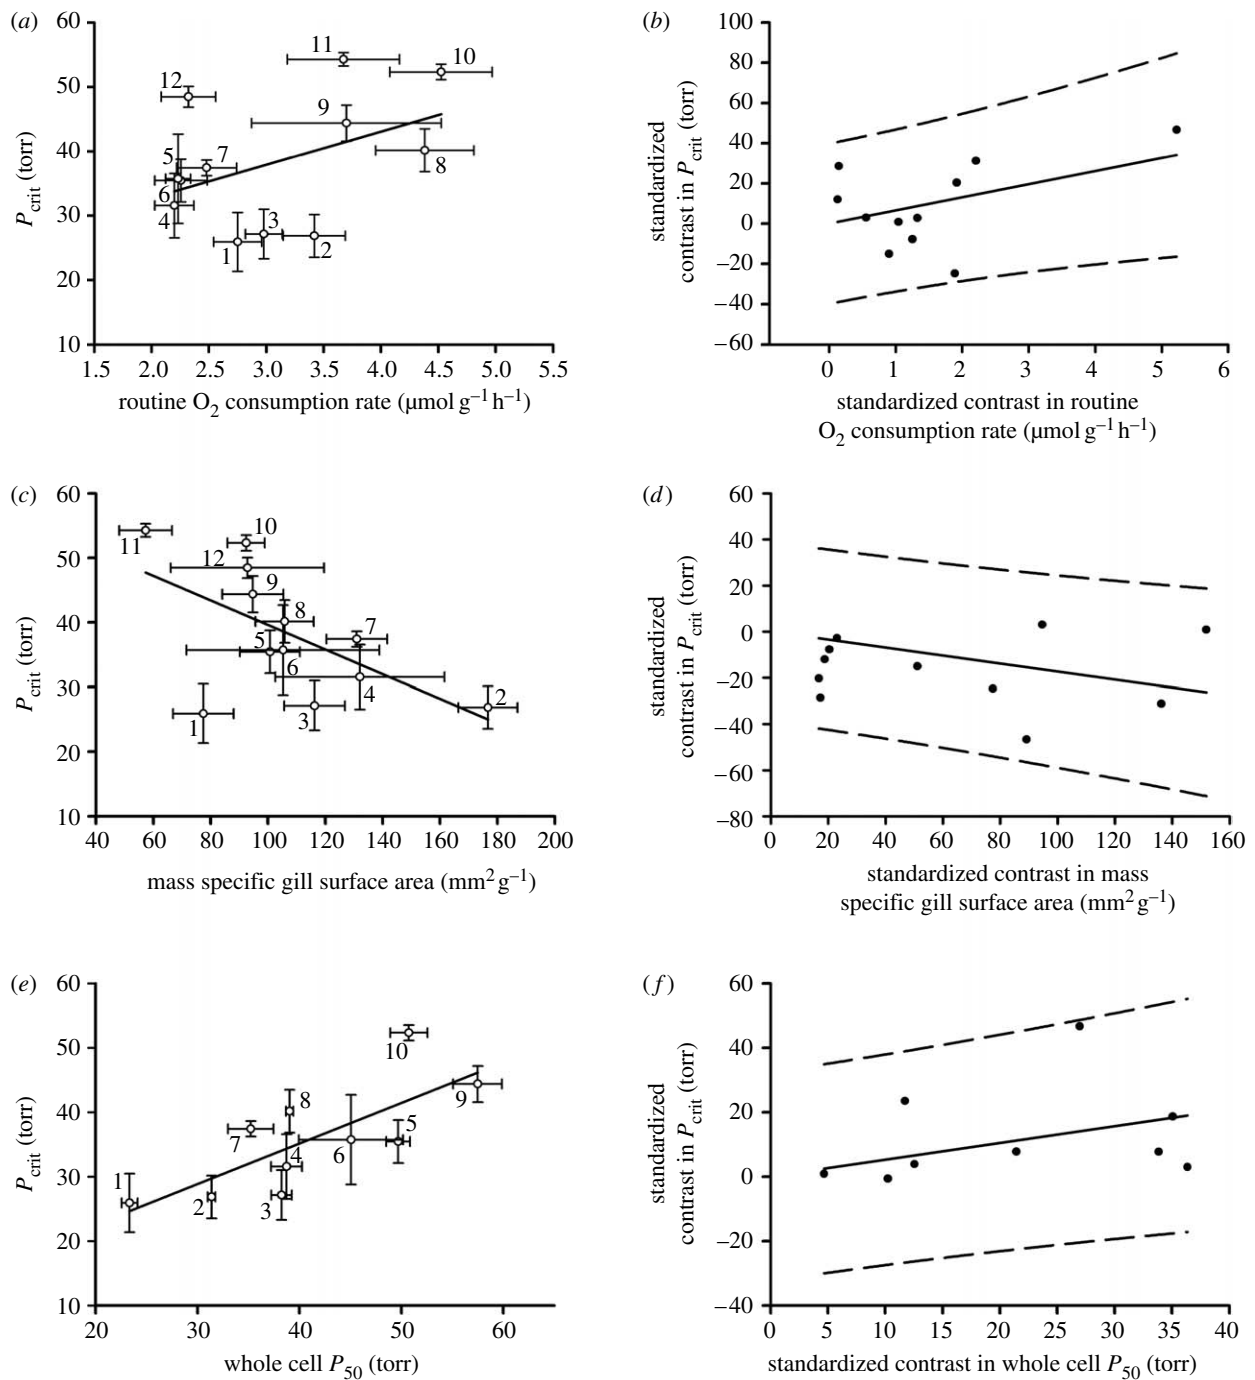 (a)
60
50
40
30
20
10
P_crit (torr)
1.5 2.0 2.5 3.0 3.5 4.0 4.5 5.0 5.5
routine O₂ consumption rate (µmol g⁻¹ h⁻¹)
11
10
12
9
5
7
8
6
4
1
3
2
(b)
100
80
60
40
20
0
–20
–40
–60
standardized
contrast in P_crit (torr)
0 1 2 3 4 5 6
standardized contrast in routine
O₂ consumption rate (µmol g⁻¹ h⁻¹)
(c)
60
50
40
30
20
10
P_crit (torr)
40 60 80 100 120 140 160 180 200
mass specific gill surface area (mm² g⁻¹)
11
10
12
9
8
7
5
6
4
1
3
2
(d)
60
40
20
0
–20
–40
–60
–80
standardized
contrast in P_crit (torr)
0 20 40 60 80 100 120 140 160
standardized contrast in mass
specific gill surface area (mm² g⁻¹)
(e)
60
50
40
30
20
10
P_crit (torr)
20 30 40 50 60
whole cell P₅₀ (torr)
10
9
8
7
5
4
6
1
2
3
(f)
60
40
20
0
–20
–40
standardized
contrast in P_crit (torr)
0 5 10 15 20 25 30 35 40
standardized contrast in whole cell P₅₀ (torr)